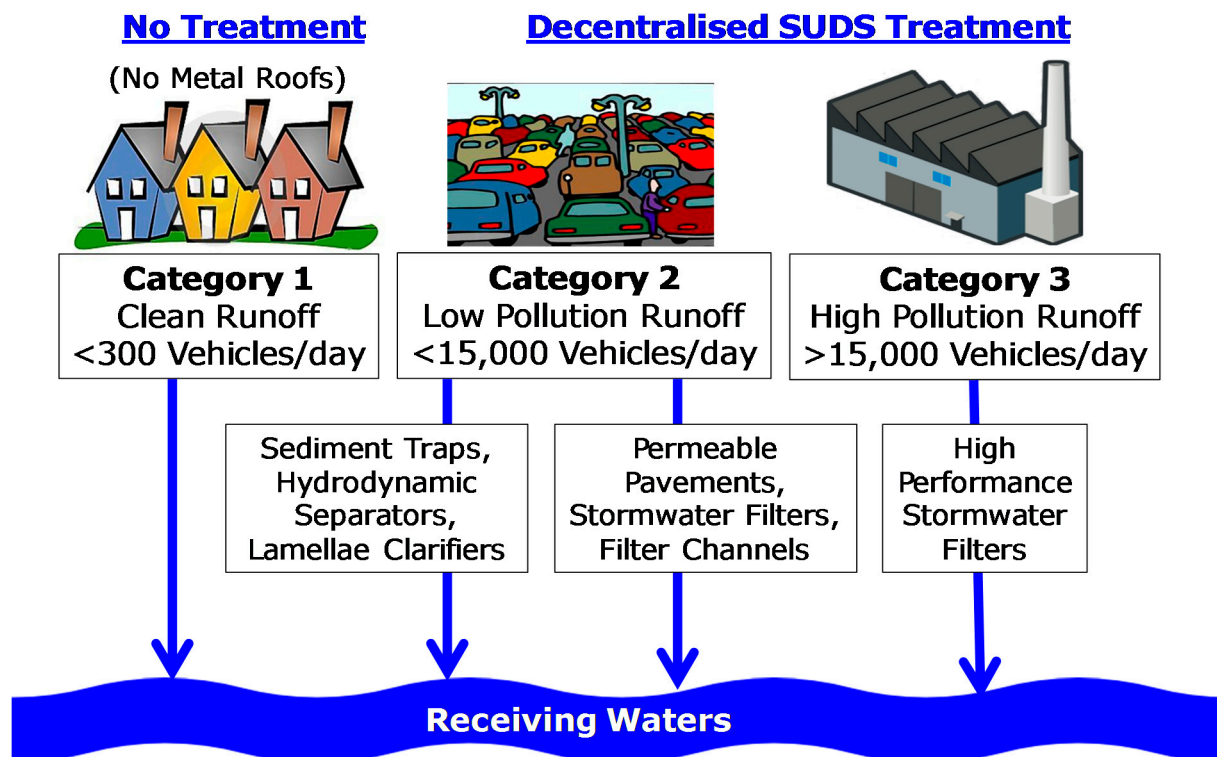 No Treatment
Decentralised SUDS Treatment
(No Metal Roofs)
Category 1
Clean Runoff
<300 Vehicles/day
Category 2
Low Pollution Runoff
<15,000 Vehicles/day
Category 3
High Pollution Runoff
>15,000 Vehicles/day
Sediment Traps,
Hydrodynamic
Separators,
Lamellae Clarifiers
Permeable
Pavements,
Stormwater Filters,
Filter Channels
High
Performance
Stormwater
Filters
Receiving Waters